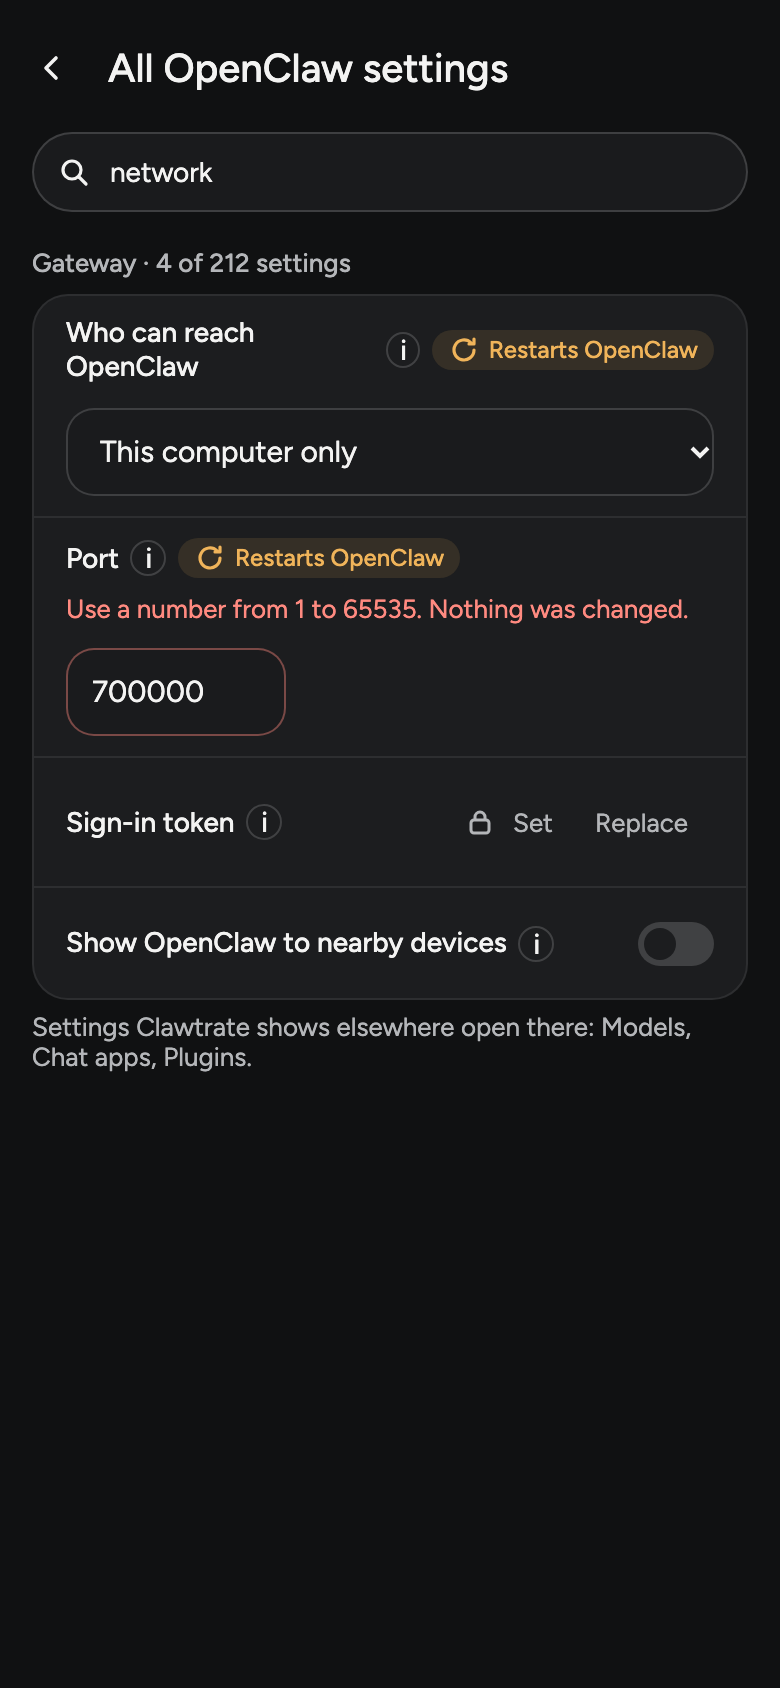 All OpenClaw settings
network
Gateway · 4 of 212 settings
Who can reach
OpenClaw
i
Restarts OpenClaw
This computer only
Port i Restarts OpenClaw
Use a number from 1 to 65535. Nothing was changed.
700000
Sign-in token i Set Replace
Show OpenClaw to nearby devices i
Settings Clawtrate shows elsewhere open there: Models,
Chat apps, Plugins.